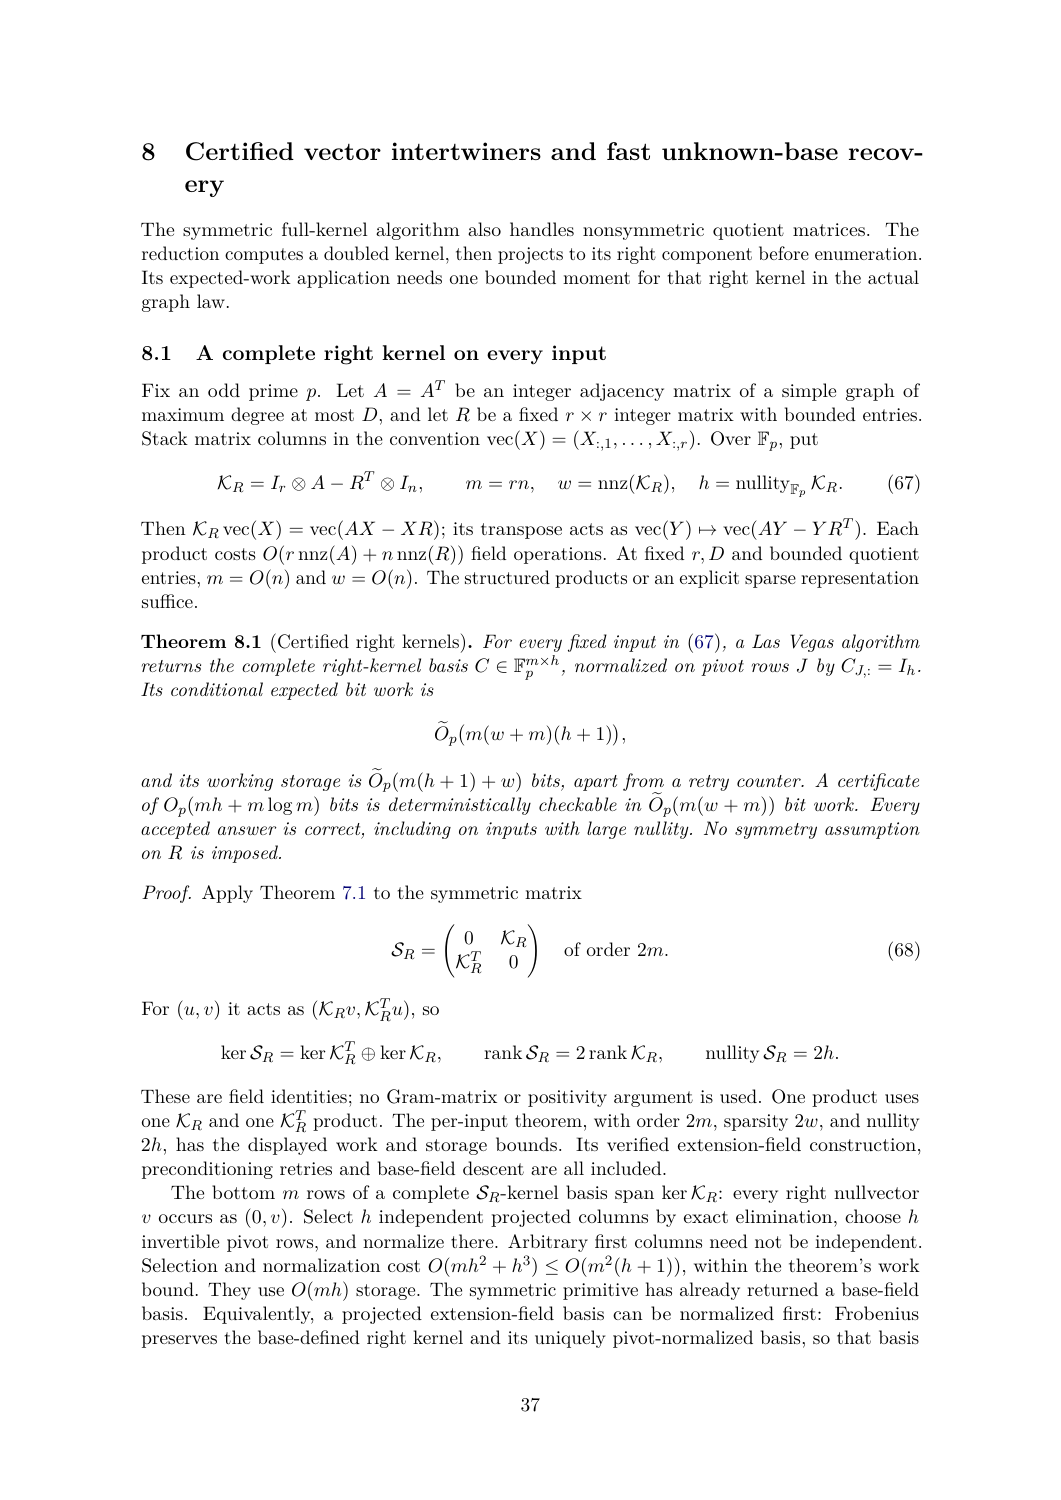 8 Certified vector intertwiners and fast unknown-base recov-
ery
The symmetric full-kernel algorithm also handles nonsymmetric quotient matrices. The
reduction computes a doubled kernel, then projects to its right component before enumeration.
Its expected-work application needs one bounded moment for that right kernel in the actual
graph law.
8.1 A complete right kernel on every input
Fix an odd prime p. Let A = A^T be an integer adjacency matrix of a simple graph of
maximum degree at most D, and let R be a fixed r × r integer matrix with bounded entries.
Stack matrix columns in the convention vec(X) = (X_{:,1}, . . . , X_{:,r}). Over 𝔽_p, put
𝒦_R = I_r ⊗ A − R^T ⊗ I_n, m = rn, w = nnz(𝒦_R), h = nullity_{𝔽_p} 𝒦_R. (67)
Then 𝒦_R vec(X) = vec(AX − XR); its transpose acts as vec(Y) ↦ vec(AY − Y R^T). Each
product costs O(r nnz(A) + n nnz(R)) field operations. At fixed r, D and bounded quotient
entries, m = O(n) and w = O(n). The structured products or an explicit sparse representation
suffice.
Theorem 8.1 (Certified right kernels). For every fixed input in (67), a Las Vegas algorithm
returns the complete right-kernel basis C ∈ 𝔽_p^{m×h}, normalized on pivot rows J by C_{J,:} = I_h.
Its conditional expected bit work is
Õ_p(m(w + m)(h + 1)),
and its working storage is Õ_p(m(h + 1) + w) bits, apart from a retry counter. A certificate
of O_p(mh + m log m) bits is deterministically checkable in Õ_p(m(w + m)) bit work. Every
accepted answer is correct, including on inputs with large nullity. No symmetry assumption
on R is imposed.
Proof. Apply Theorem 7.1 to the symmetric matrix
𝒮_R = ( 0 𝒦_R ; 𝒦_R^T 0 ) of order 2m. (68)
For (u, v) it acts as (𝒦_R v, 𝒦_R^T u), so
ker 𝒮_R = ker 𝒦_R^T ⊕ ker 𝒦_R, rank 𝒮_R = 2 rank 𝒦_R, nullity 𝒮_R = 2h.
These are field identities; no Gram-matrix or positivity argument is used. One product uses
one 𝒦_R and one 𝒦_R^T product. The per-input theorem, with order 2m, sparsity 2w, and nullity
2h, has the displayed work and storage bounds. Its verified extension-field construction,
preconditioning retries and base-field descent are all included.
The bottom m rows of a complete 𝒮_R-kernel basis span ker 𝒦_R: every right nullvector
v occurs as (0, v). Select h independent projected columns by exact elimination, choose h
invertible pivot rows, and normalize there. Arbitrary first columns need not be independent.
Selection and normalization cost O(mh^2 + h^3) ≤ O(m^2(h + 1)), within the theorem's work
bound. They use O(mh) storage. The symmetric primitive has already returned a base-field
basis. Equivalently, a projected extension-field basis can be normalized first: Frobenius
preserves the base-defined right kernel and its uniquely pivot-normalized basis, so that basis
37